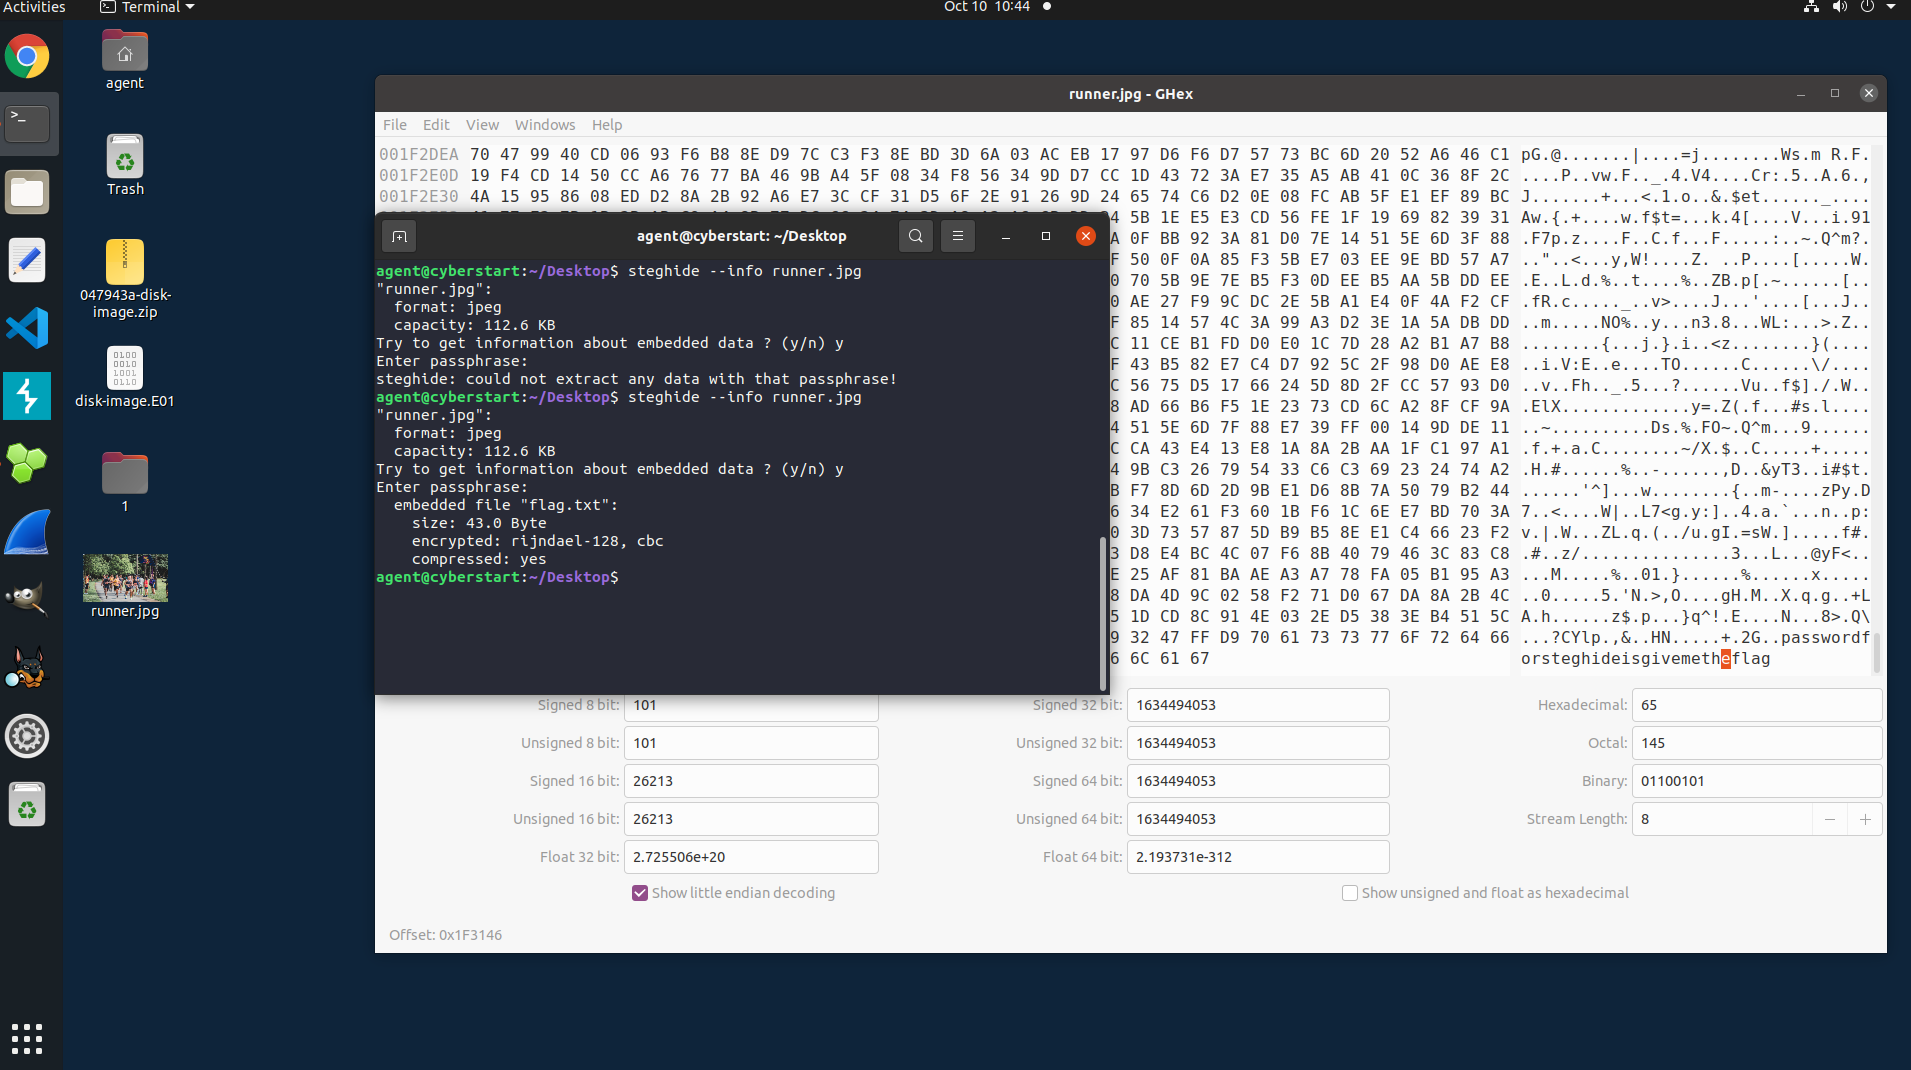 Activities
Terminal
Oct 10 10:44
agent
Trash
047943a-disk-
image.zip
disk-image.E01
1
runner.jpg
runner.jpg - GHex
File Edit View Windows Help
001F2DEA 70 47 99 40 CD 06 93 F6 B8 8E D9 7C C3 F3 8E BD 3D 6A 03 AC EB 17 97 D6 F6 D7 57 73 BC 6D 20 52 A6 46 C1 pG.@.......|....=j........Ws.m R.F.
001F2E0D 19 F4 CD 14 50 CC A6 76 77 BA 46 9B A4 5F 08 34 F8 56 34 9D D7 CC 1D 43 72 3A E7 35 A5 AB 41 0C 36 8F 2C ....P..vw.F.._.4.V4....Cr:.5..A.6.,
001F2E30 4A 15 95 86 08 ED D2 8A 2B 92 A6 E7 3C CF 31 D5 6F 2E 91 26 9D 24 65 74 C6 D2 0E 08 FC AB 5F E1 EF 89 BC J.......+...<.1.o..&.$et......_....
5B 1E E5 E3 CD 56 FE 1F 19 69 82 39 31 Aw.{.+....w.f$t=...k.4[....V...i.91
0F BB 92 3A 81 D0 7E 14 51 5E 6D 3F 88 .F7p.z....F..C.f...F.....:..~.Q^m?.
50 0F 0A 85 F3 5B E7 03 EE 9E BD 57 A7 .."..<...y,W!....Z. ..P....[.....W.
70 5B 9E 7E B5 F3 0D EE B5 AA 5B DD EE .E..L.d.%..t....%..ZB.p[.~......[..
AE 27 F9 9C DC 2E 5B A1 E4 0F 4A F2 CF .fR.c....._..v>....J...'....[...J..
85 14 57 4C 3A 99 A3 D2 3E 1A 5A DB DD ..m.....NO%..y...n3.8...WL:...>.Z..
11 CE B1 FD D0 E0 1C 7D 28 A2 B1 A7 B8 ........{...j.}.i..<z........}(....
43 B5 82 E7 C4 D7 92 5C 2F 98 D0 AE E8 ..i.V:E..e....TO......C......\/....
56 75 D5 17 66 24 5D 8D 2F CC 57 93 D0 ..v..Fh.._.5...?......Vu..f$]./.W..
AD 66 B6 F5 1E 23 73 CD 6C A2 8F CF 9A .ElX............y=.Z(.f...#s.l....
51 5E 6D 7F 88 E7 39 FF 00 14 9D DE 11 ..~..........Ds.%.FO~.Q^m...9......
CA 43 E4 13 E8 1A 8A 2B AA 1F C1 97 A1 .f.+.a.C........~/X.$..C.....+.....
9B C3 26 79 54 33 C6 C3 69 23 24 74 A2 .H.#......%..-......,D..&yT3..i#$t.
F7 8D 6D 2D 9B E1 D6 8B 7A 50 79 B2 44 ......'^]...w........{..m-....zPy.D
34 E2 61 F3 60 1B F6 1C 6E E7 BD 70 3A 7..<....W|..L7<g.y:]..4.a.`...n..p:
3D 73 57 87 5D B9 B5 8E E1 C4 66 23 F2 v.|.W...ZL.q.(../u.gI.=sW.].....f#.
D8 E4 BC 4C 07 F6 8B 40 79 46 3C 83 C8 .#..z/...............3...L...@yF<..
25 AF 81 BA AE A3 A7 78 FA 05 B1 95 A3 ...M.....%..01.}......%......x.....
DA 4D 9C 02 58 F2 71 D0 67 DA 8A 2B 4C ..0.....5.'N.>,O....gH.M..X.q.g..+L
1D CD 8C 91 4E 03 2E D5 38 3E B4 51 5C A.h......z$.p...}q^!.E....N...8>.Q\
32 47 FF D9 70 61 73 73 77 6F 72 64 66 ...?CYlp.,&..HN.....+.2G..passwordf
6C 61 67 orsteghideisgivemetheflag
agent@cyberstart: ~/Desktop
agent@cyberstart:~/Desktop$ steghide --info runner.jpg
"runner.jpg":
format: jpeg
capacity: 112.6 KB
Try to get information about embedded data ? (y/n) y
Enter passphrase:
steghide: could not extract any data with that passphrase!
agent@cyberstart:~/Desktop$ steghide --info runner.jpg
"runner.jpg":
format: jpeg
capacity: 112.6 KB
Try to get information about embedded data ? (y/n) y
Enter passphrase:
embedded file "flag.txt":
size: 43.0 Byte
encrypted: rijndael-128, cbc
compressed: yes
agent@cyberstart:~/Desktop$
Signed 8 bit: 101 Signed 32 bit: 1634494053 Hexadecimal: 65
Unsigned 8 bit: 101 Unsigned 32 bit: 1634494053 Octal: 145
Signed 16 bit: 26213 Signed 64 bit: 1634494053 Binary: 01100101
Unsigned 16 bit: 26213 Unsigned 64 bit: 1634494053 Stream Length: 8
Float 32 bit: 2.725506e+20 Float 64 bit: 2.193731e-312
Show little endian decoding Show unsigned and float as hexadecimal
Offset: 0x1F3146